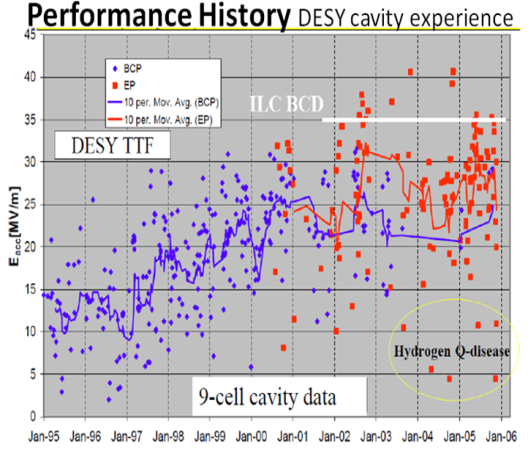 Performance History DESY cavity experience
45
40
35
30
25
20
15
10
5
0
Eacc[MV/m]
BCP
EP
10 per. Mov. Avg. (BCP)
10 per. Mov. Avg. (EP)
ILC BCD
DESY TTF
Hydrogen Q-disease
9-cell cavity data
Jan-95 Jan-96 Jan-97 Jan-98 Jan-99 Jan-00 Jan-01 Jan-02 Jan-03 Jan-04 Jan-05 Jan-06